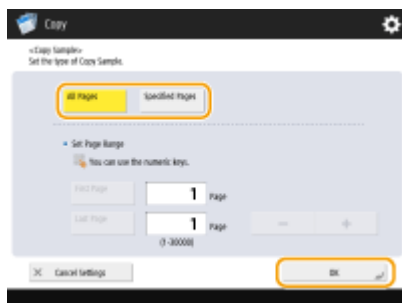 Copy
<Copy Sample>
Set the type of Copy Sample.
All Pages
Specified Pages
Set Page Range
You can use the numeric keys.
First Page
1 Page
Last Page
1 Page
(1-30000)
- +
× Cancel Settings
OK